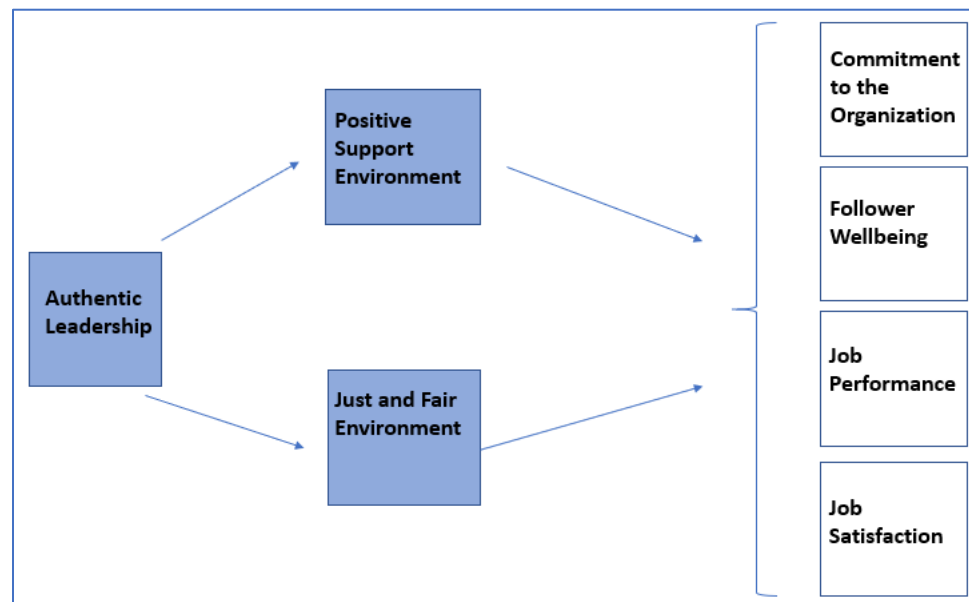 Authentic
Leadership
Positive
Support
Environment
Just and Fair
Environment
Commitment
to the
Organization
Follower
Wellbeing
Job
Performance
Job
Satisfaction